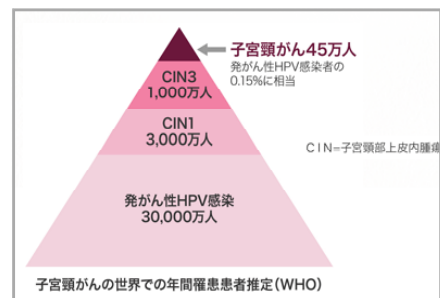 子宮頸がん45万人
発がん性HPV感染者の
0.15%に相当
CIN3
1,000万人
CIN1
3,000万人
CIN=子宮頸部上皮内腫瘍
発がん性HPV感染
30,000万人
子宮頸がんの世界での年間罹患患者推定(WHO)